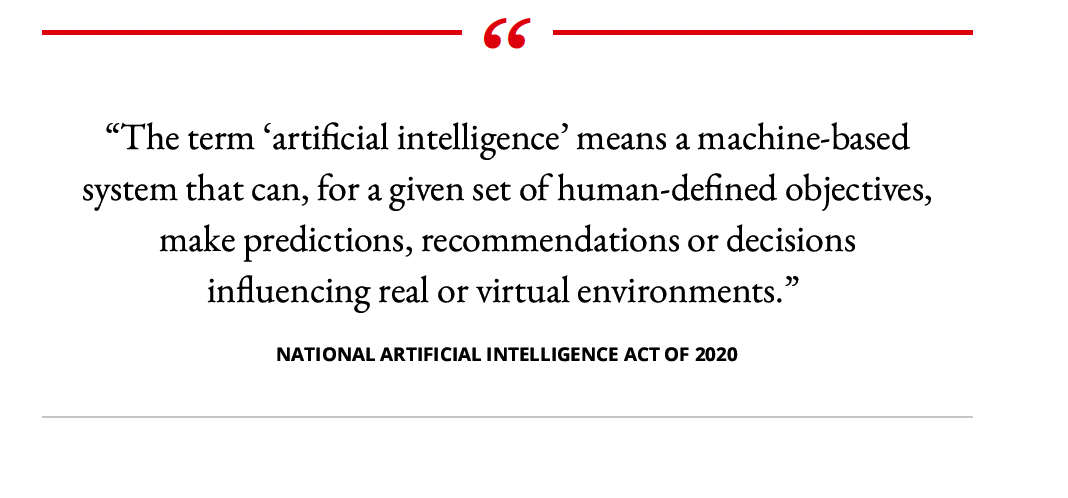 “
“The term ‘artificial intelligence’ means a machine-based
system that can, for a given set of human-defined objectives,
make predictions, recommendations or decisions
influencing real or virtual environments.”
NATIONAL ARTIFICIAL INTELLIGENCE ACT OF 2020